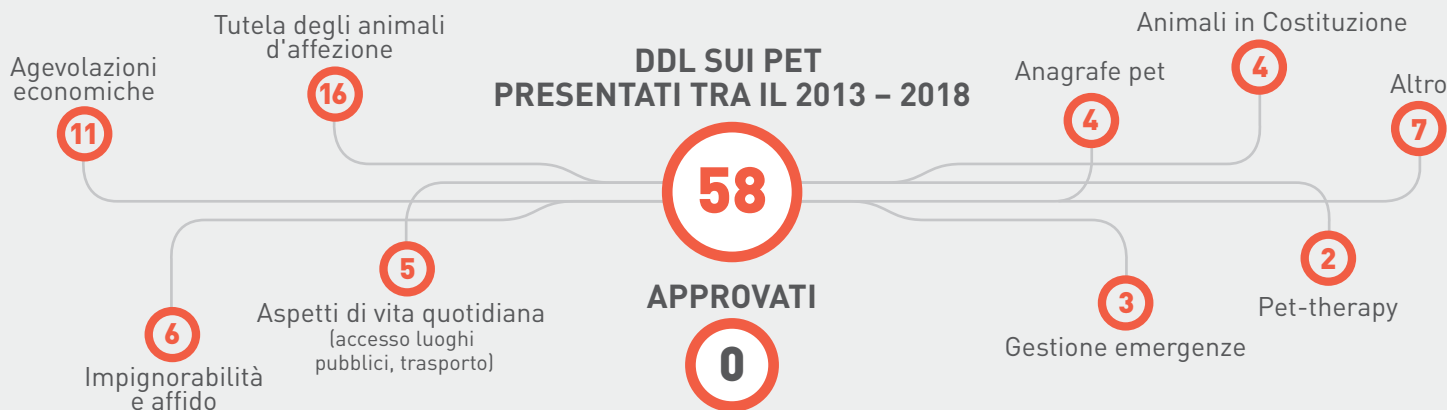 DDL SUI PET
PRESENTATI TRA IL 2013 – 2018
58
APPROVATI
0
Agevolazioni
economiche
11
Tutela degli animali
d'affezione
16
6
Impignorabilità
e affido
5
Aspetti di vita quotidiana
(accesso luoghi
pubblici, trasporto)
Anagrafe pet
4
Animali in Costituzione
4
Altro
7
3
Gestione emergenze
2
Pet-therapy